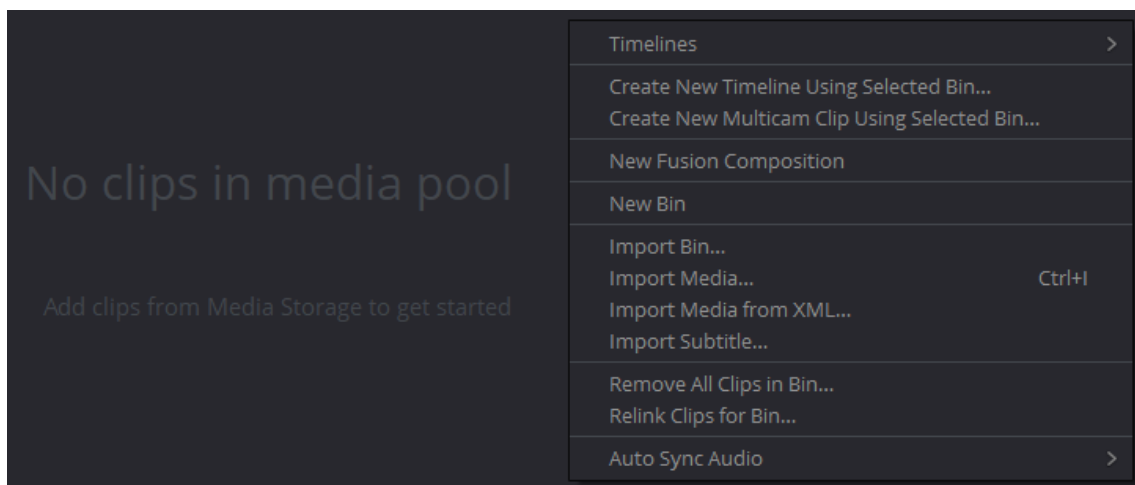 No clips in media pool
Add clips from Media Storage to get started
Timelines >
Create New Timeline Using Selected Bin...
Create New Multicam Clip Using Selected Bin...
New Fusion Composition
New Bin
Import Bin...
Import Media... Ctrl+I
Import Media from XML...
Import Subtitle...
Remove All Clips in Bin...
Relink Clips for Bin...
Auto Sync Audio >